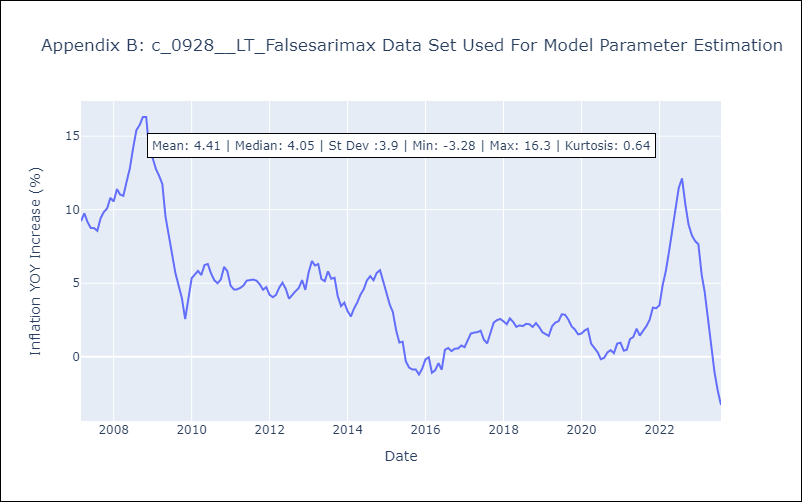 Appendix B: c_0928__LT_Falsesarimax Data Set Used For Model Parameter Estimation
Mean: 4.41 | Median: 4.05 | St Dev :3.9 | Min: -3.28 | Max: 16.3 | Kurtosis: 0.64
Inflation YOY Increase (%)
15
10
5
0
2008 2010 2012 2014 2016 2018 2020 2022
Date